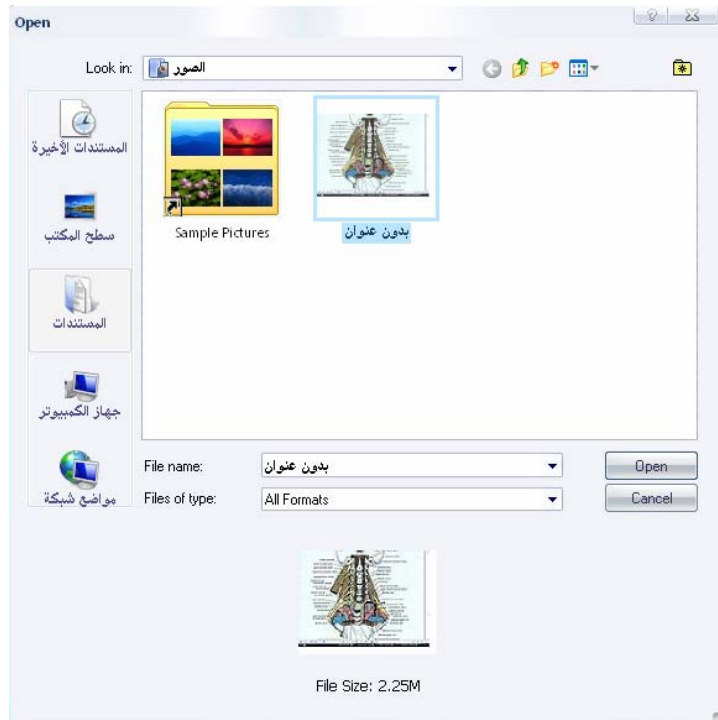 Open
Look in: الصور
المستندات الأخيرة
سطح المكتب
المستندات
جهاز الكمبيوتر
مواضع شبكة
Sample Pictures
بدون عنوان
File name: بدون عنوان
Open
Files of type: All Formats
Cancel
File Size: 2.25M